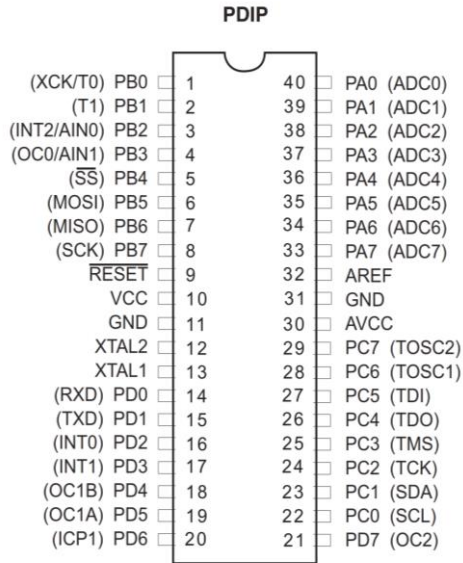 PDIP
(XCK/T0) PB0 1 40 PA0 (ADC0)
(T1) PB1 2 39 PA1 (ADC1)
(INT2/AIN0) PB2 3 38 PA2 (ADC2)
(OC0/AIN1) PB3 4 37 PA3 (ADC3)
(SS) PB4 5 36 PA4 (ADC4)
(MOSI) PB5 6 35 PA5 (ADC5)
(MISO) PB6 7 34 PA6 (ADC6)
(SCK) PB7 8 33 PA7 (ADC7)
RESET 9 32 AREF
VCC 10 31 GND
GND 11 30 AVCC
XTAL2 12 29 PC7 (TOSC2)
XTAL1 13 28 PC6 (TOSC1)
(RXD) PD0 14 27 PC5 (TDI)
(TXD) PD1 15 26 PC4 (TDO)
(INT0) PD2 16 25 PC3 (TMS)
(INT1) PD3 17 24 PC2 (TCK)
(OC1B) PD4 18 23 PC1 (SDA)
(OC1A) PD5 19 22 PC0 (SCL)
(ICP1) PD6 20 21 PD7 (OC2)